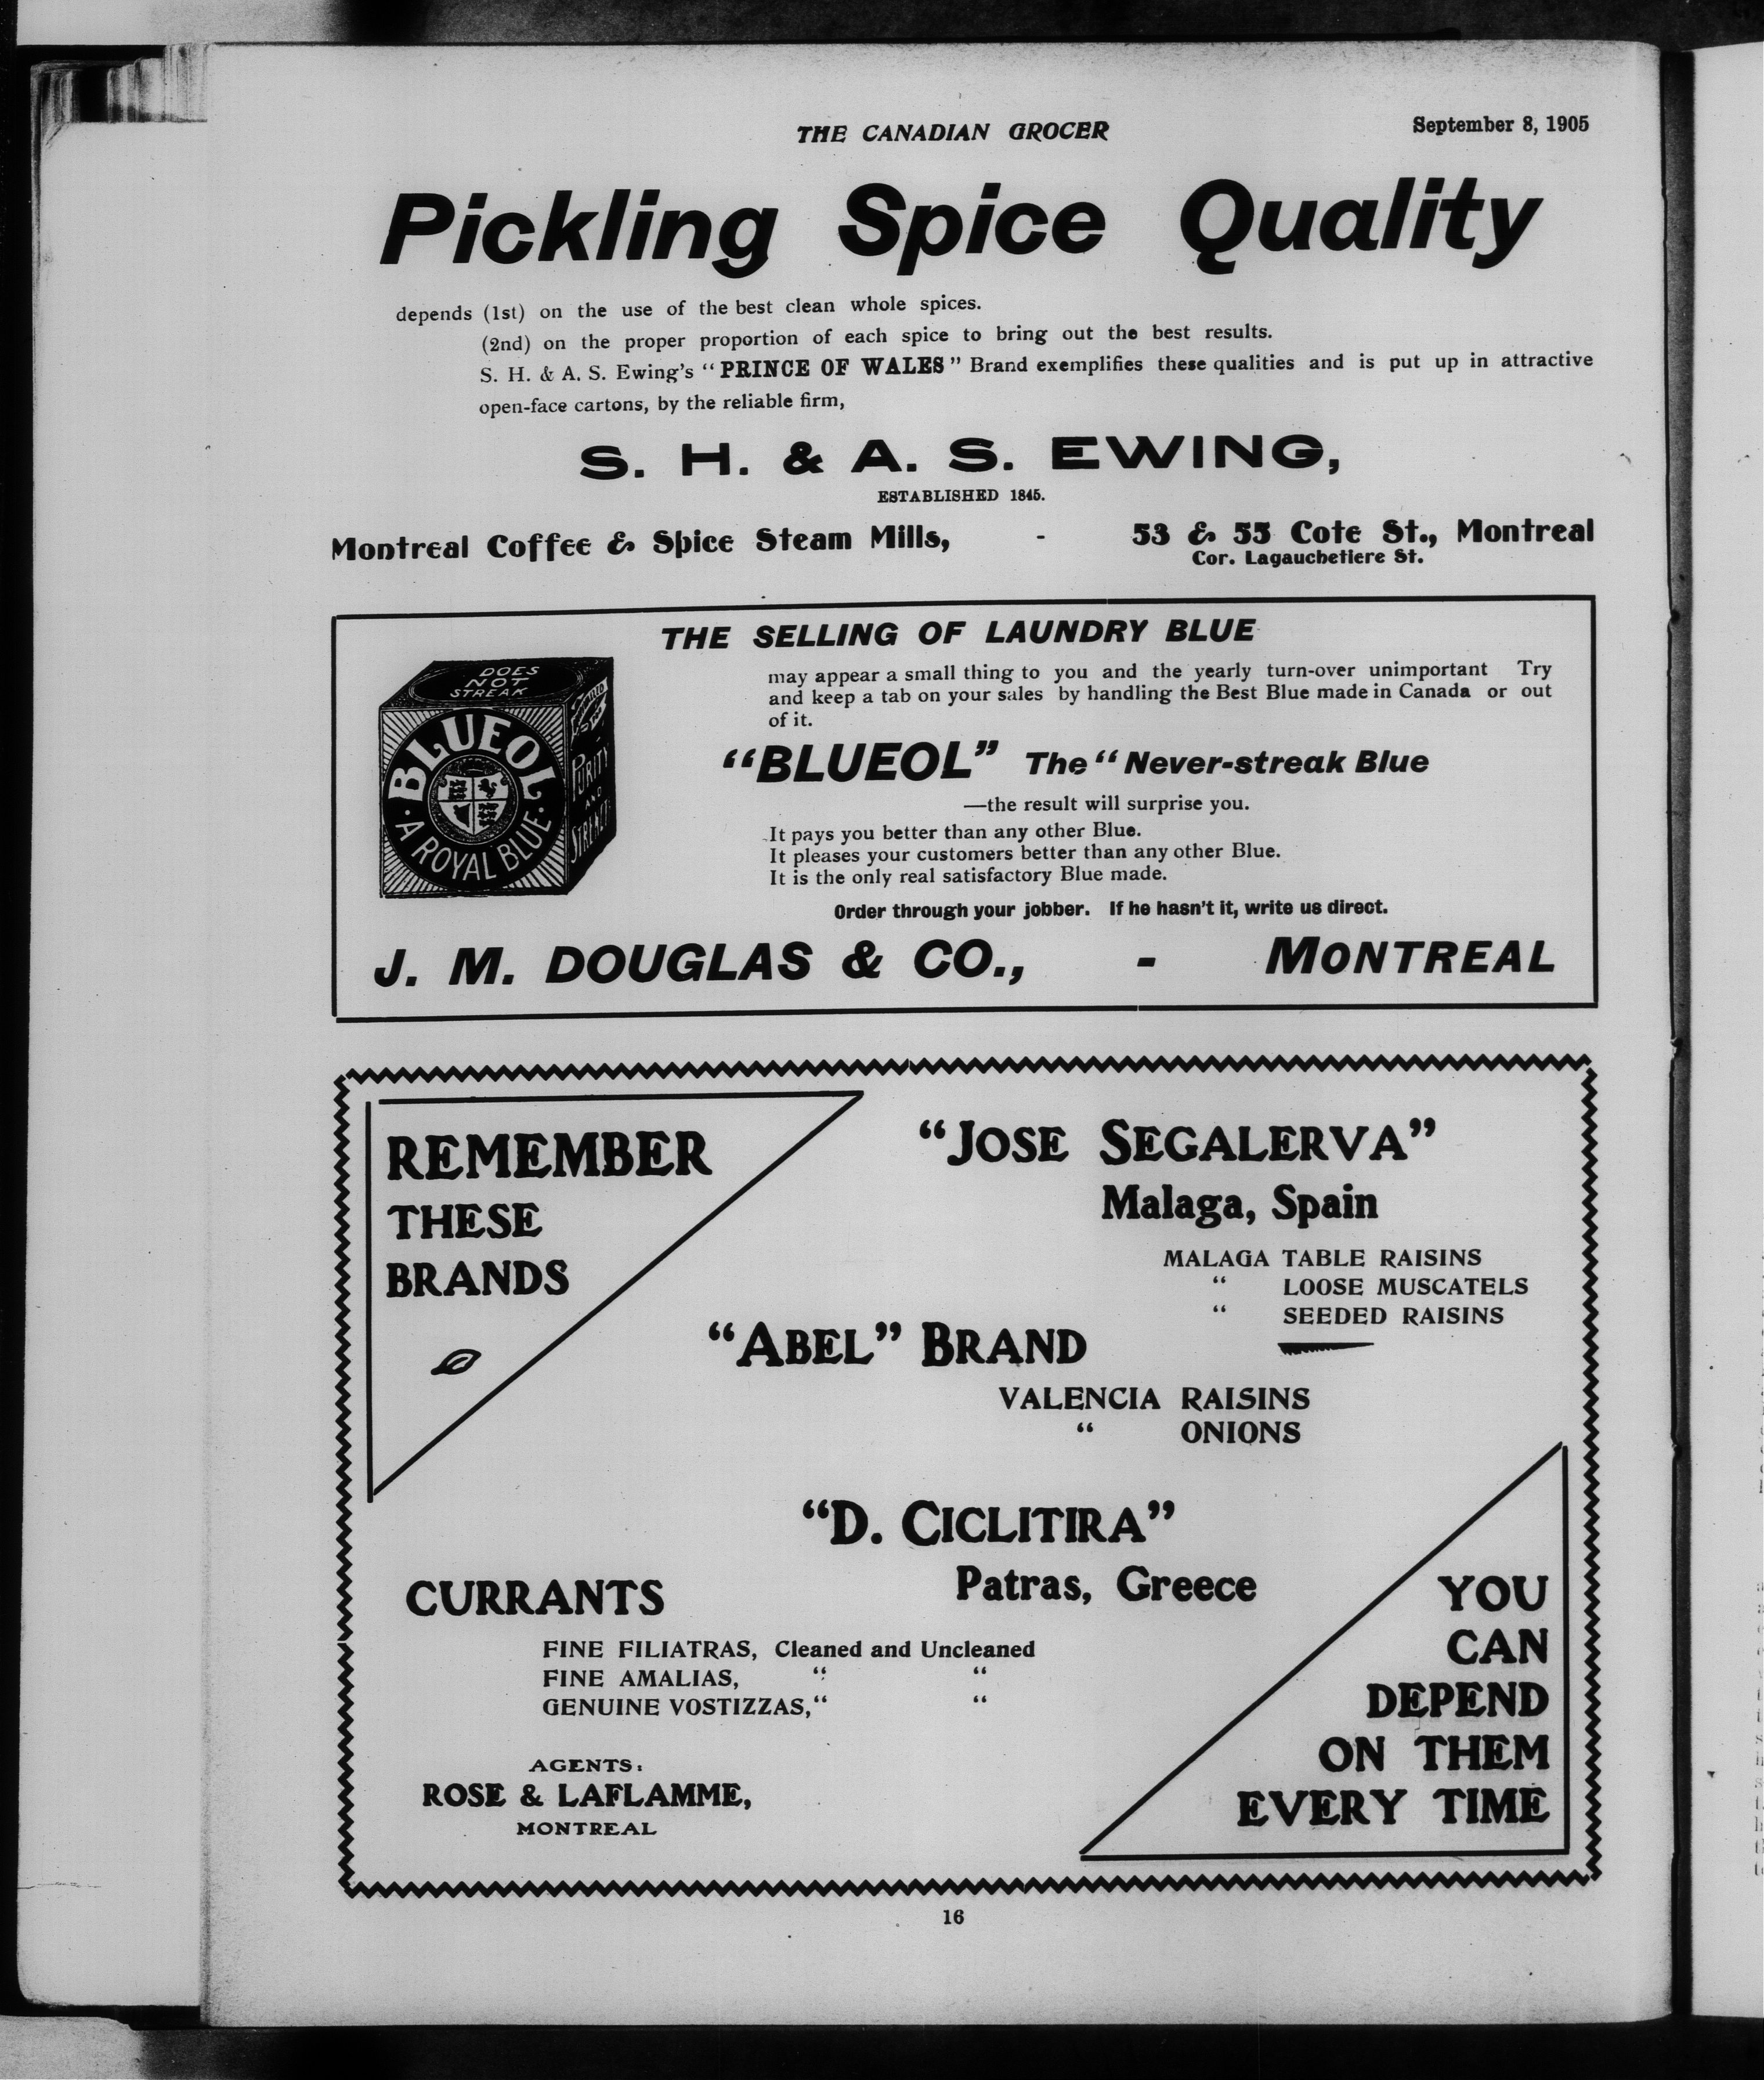 THE CANADIAN GROCER
September 8, 1905
Pickling Spice Quality
depends (1st) on the use of the best clean whole spices.
(2nd) on the proper proportion of each spice to bring out the best results.
S. H. & A. S. Ewing's "PRINCE OF WALES" Brand exemplifies these qualities and is put up in attractive
open-face cartons, by the reliable firm,
S. H. & A. S. EWING,
ESTABLISHED 1845.
Montreal Coffee & Spice Steam Mills, - 53 & 55 Cote St., Montreal
Cor. Lagauchetiere St.
THE SELLING OF LAUNDRY BLUE
DOES
NOT
STREAK
BLUEOL
A ROYAL BLUE
PURITY
AND
may appear a small thing to you and the yearly turn-over unimportant Try
and keep a tab on your sales by handling the Best Blue made in Canada or out
of it.
"BLUEOL" The "Never-streak Blue
—the result will surprise you.
It pays you better than any other Blue.
It pleases your customers better than any other Blue.
It is the only real satisfactory Blue made.
Order through your jobber. If he hasn't it, write us direct.
J. M. DOUGLAS & CO., - MONTREAL
REMEMBER
THESE
BRANDS
"JOSE SEGALERVA"
Malaga, Spain
MALAGA TABLE RAISINS
" LOOSE MUSCATELS
" SEEDED RAISINS
"ABEL" BRAND
VALENCIA RAISINS
" ONIONS
"D. CICLITIRA"
Patras, Greece
CURRANTS
FINE FILIATRAS, Cleaned and Uncleaned
FINE AMALIAS, " "
GENUINE VOSTIZZAS, " "
AGENTS:
ROSE & LAFLAMME,
MONTREAL
YOU
CAN
DEPEND
ON THEM
EVERY TIME
16